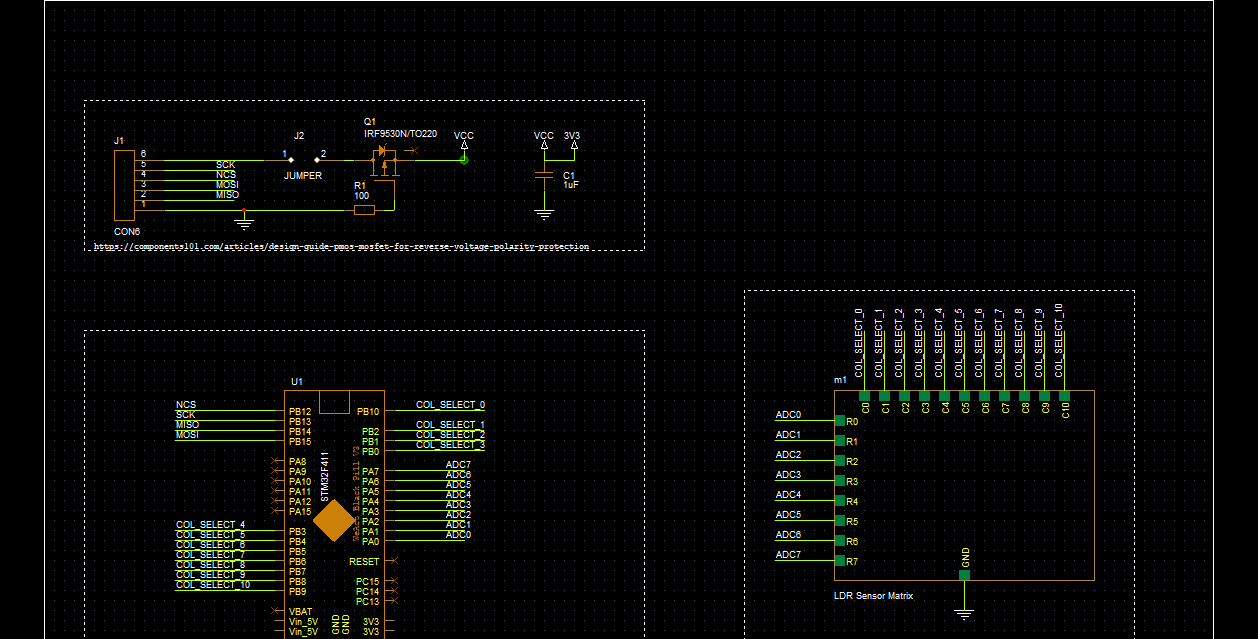 Q1
J2
IRF9530N/TO220
VCC
VCC
3V3
J1
6
1
2
5
SCK
4
NCS
JUMPER
C1
3
MOSI
R1
1uF
2
MISO
100
1
CON6
https://components101.com/articles/design-guide-pmos-mosfet-for-reverse-voltage-polarity-protection
COL_SELECT_0
COL_SELECT_1
COL_SELECT_2
COL_SELECT_3
COL_SELECT_4
COL_SELECT_5
COL_SELECT_6
COL_SELECT_7
COL_SELECT_8
COL_SELECT_9
COL_SELECT_10
m1
C0
C1
C2
C3
C4
C5
C6
C7
C8
C9
C10
ADC0
R0
ADC1
R1
ADC2
R2
ADC3
R3
ADC4
R4
ADC5
R5
ADC6
R6
ADC7
R7
GND
LDR Sensor Matrix
U1
NCS
PB12
SCK
PB13
MISO
PB14
MOSI
PB15
PA8
PA9
PA10
PA11
PA12
PA15
COL_SELECT_4
PB3
COL_SELECT_5
PB4
COL_SELECT_6
PB5
COL_SELECT_7
PB6
COL_SELECT_8
PB7
COL_SELECT_9
PB8
COL_SELECT_10
PB9
VBAT
Vin_5V
Vin_5V
STM32F411
WeAct Black Pill V3
GND
GND
PB10
COL_SELECT_0
PB2
COL_SELECT_1
PB1
COL_SELECT_2
PB0
COL_SELECT_3
PA7
ADC7
PA6
ADC6
PA5
ADC5
PA4
ADC4
PA3
ADC3
PA2
ADC2
PA1
ADC1
PA0
ADC0
RESET
PC15
PC14
PC13
3V3
3V3